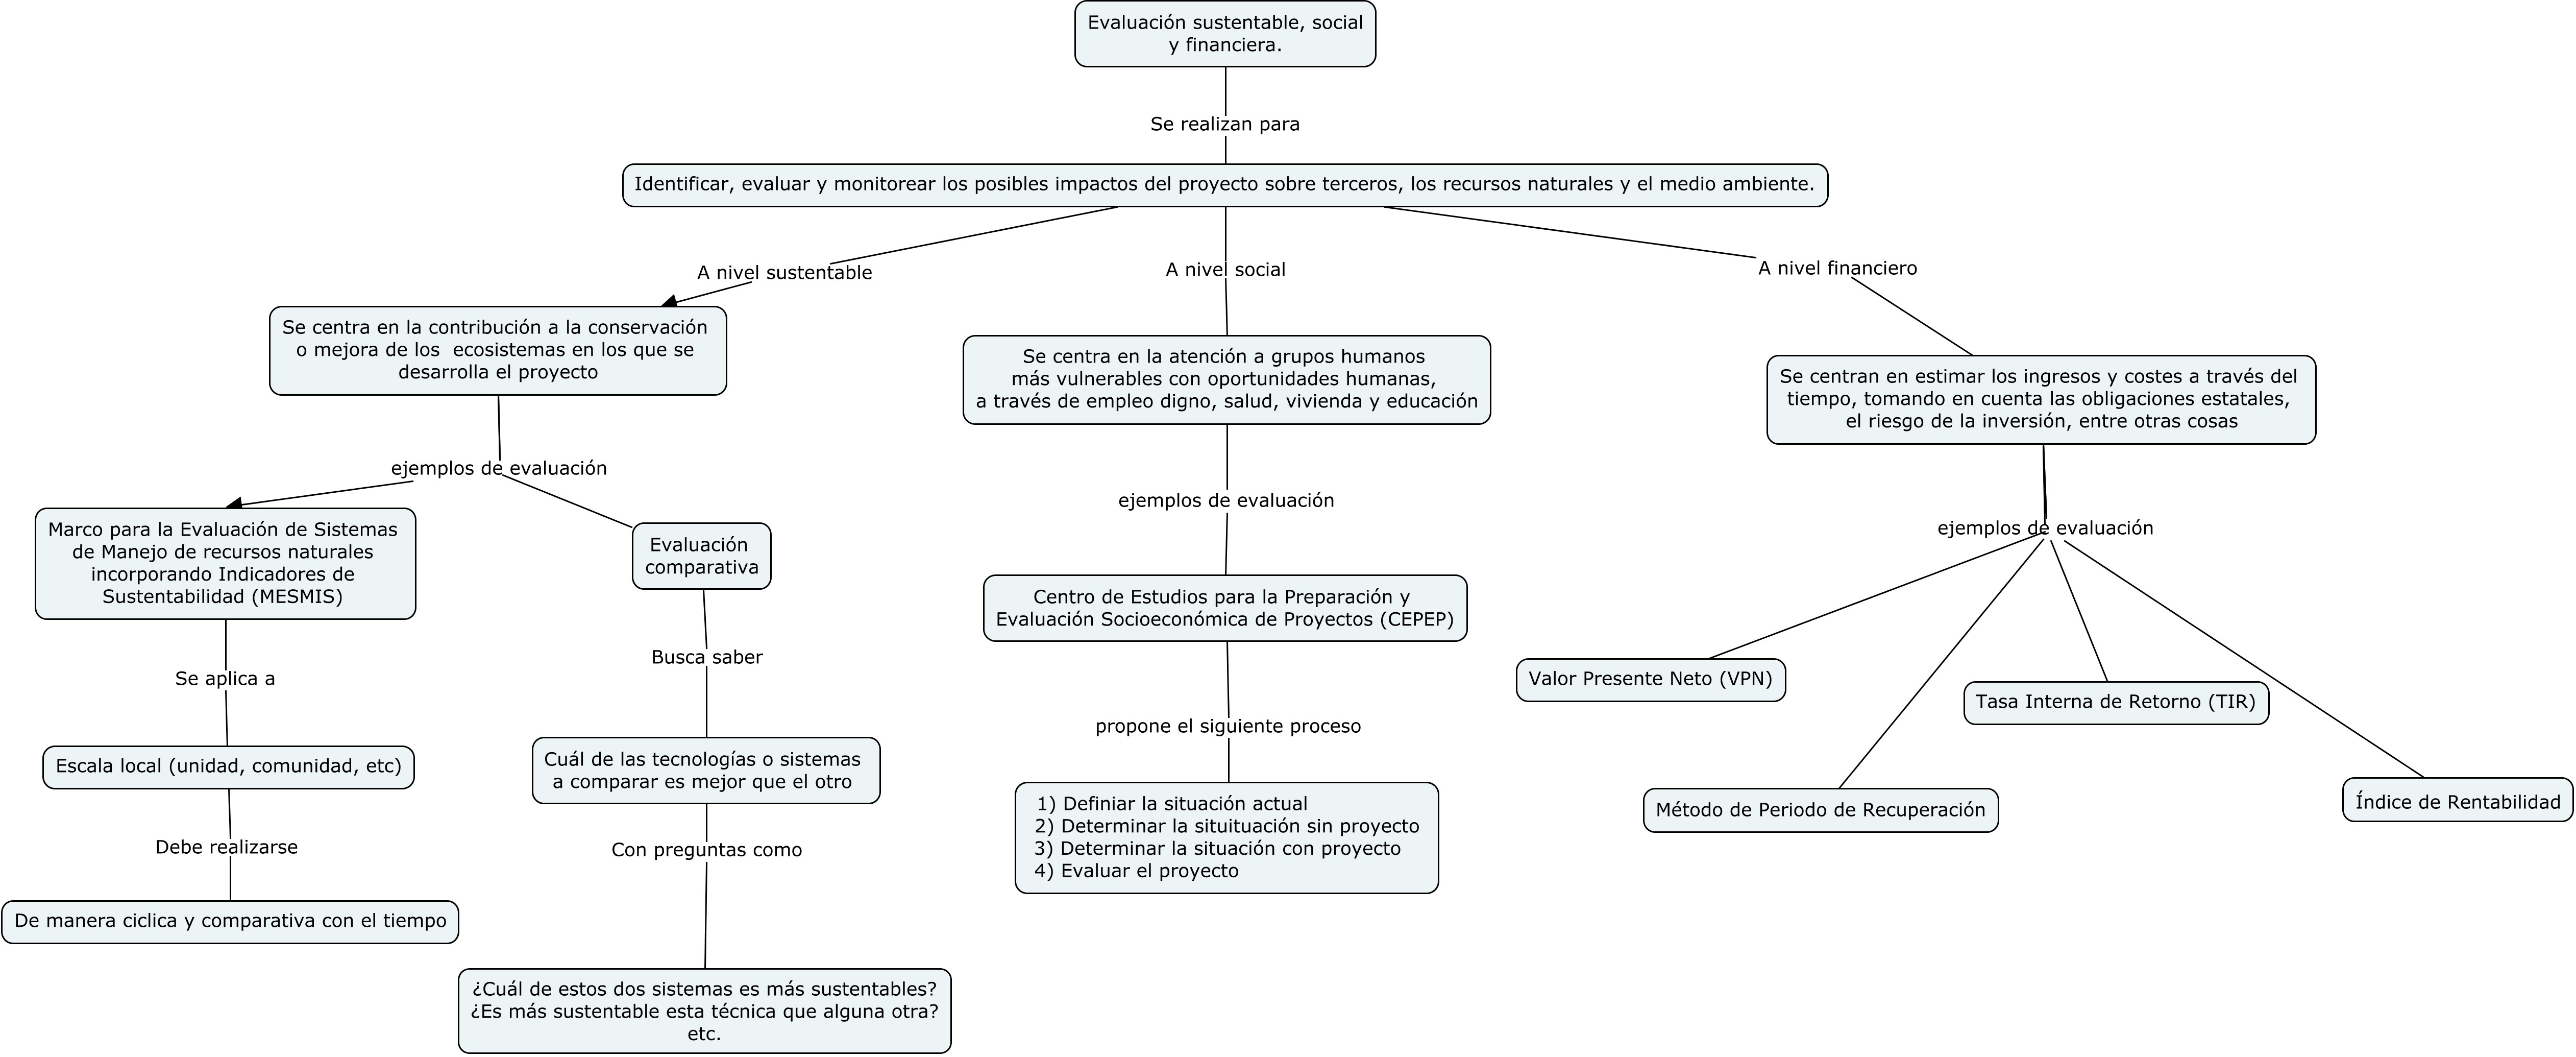 Evaluación sustentable, social
y financiera.
Se realizan para
Identificar, evaluar y monitorear los posibles impactos del proyecto sobre terceros, los recursos naturales y el medio ambiente.
A nivel sustentable
Se centra en la contribución a la conservación
o mejora de los  ecosistemas en los que se
desarrolla el proyecto
ejemplos de evaluación
Marco para la Evaluación de Sistemas
de Manejo de recursos naturales
incorporando Indicadores de
Sustentabilidad (MESMIS)
Se aplica a
Escala local (unidad, comunidad, etc)
Debe realizarse
De manera ciclica y comparativa con el tiempo
Evaluación
comparativa
Busca saber
Cuál de las tecnologías o sistemas
a comparar es mejor que el otro
Con preguntas como
¿Cuál de estos dos sistemas es más sustentables?
¿Es más sustentable esta técnica que alguna otra?
etc.
A nivel social
Se centra en la atención a grupos humanos
más vulnerables con oportunidades humanas,
a través de empleo digno, salud, vivienda y educación
ejemplos de evaluación
Centro de Estudios para la Preparación y
Evaluación Socioeconómica de Proyectos (CEPEP)
propone el siguiente proceso
1) Definiar la situación actual
2) Determinar la situituación sin proyecto
3) Determinar la situación con proyecto
4) Evaluar el proyecto
A nivel financiero
Se centran en estimar los ingresos y costes a través del
tiempo, tomando en cuenta las obligaciones estatales,
el riesgo de la inversión, entre otras cosas
ejemplos de evaluación
Valor Presente Neto (VPN)
Método de Periodo de Recuperación
Tasa Interna de Retorno (TIR)
Índice de Rentabilidad